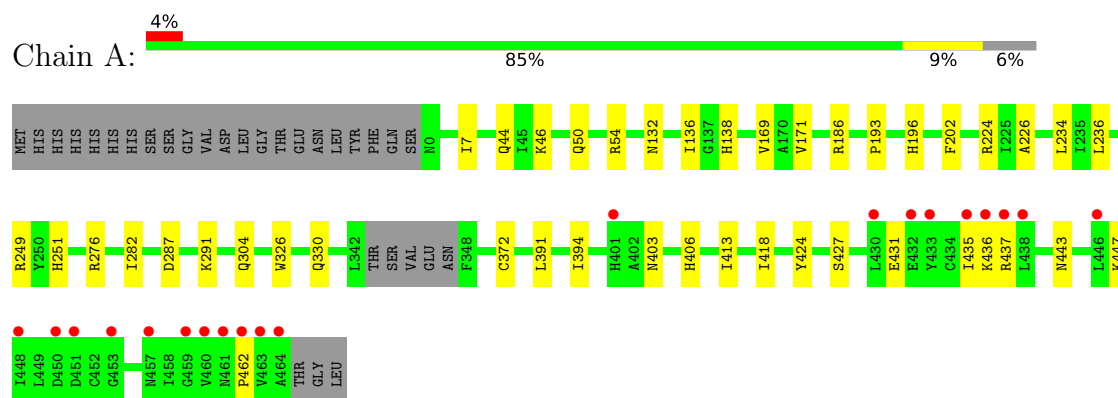 4%
Chain A:
85% 9% 6%
MET HIS HIS HIS HIS HIS HIS SER SER GLY VAL ASP LEU GLY THR GLU ASN LEU TYR PHE GLN SER N0 I7 Q44 I45 K46 Q50 R54 N132 I136 G137 H138 V169 A170 V171 R186 P193 H196 F202 R224 I225 A226 L234 I235 L236
R249 Y250 H251 R276 I282 D287 K291 Q304 W326 Q330 L342 THR SER VAL GLU ASN F348 C372 L391 I394 H401 A402 N403 H406 I413 I418 Y424 S427 L430 E431 E432 Y433 C434 I435 K436 R437 L438 N443 L446 K447
I448 L449 D450 D451 C452 G453 N457 I458 G459 V460 N461 P462 V463 A464 THR GLY LEU